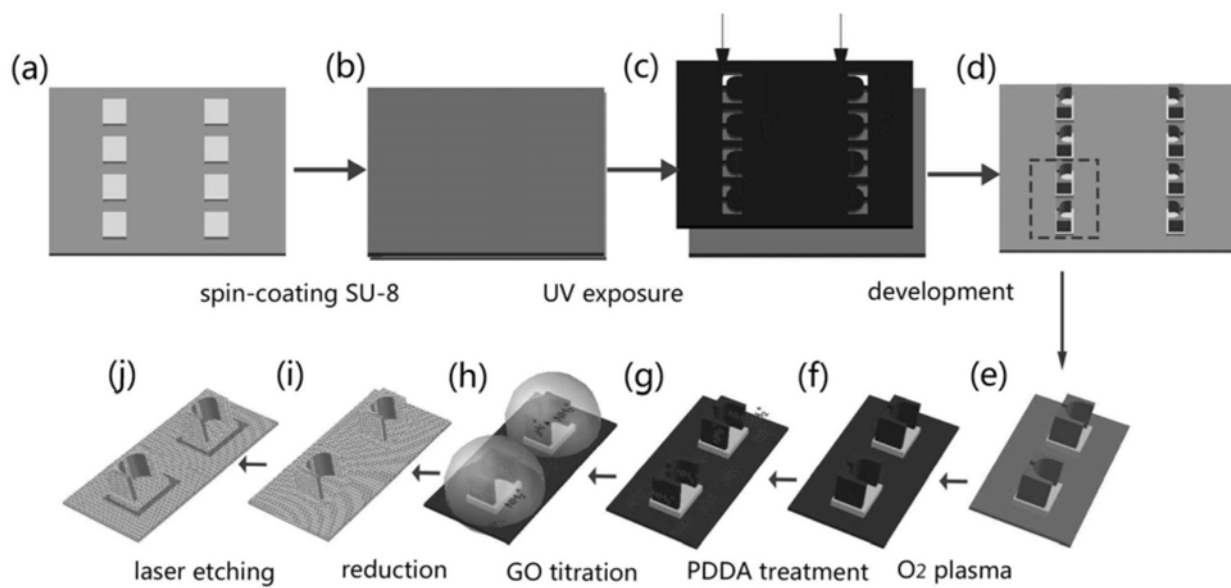 (a)
(b)
(c)
(d)
spin-coating SU-8
UV exposure
development
(j)
(i)
(h)
(g)
(f)
(e)
laser etching
reduction
GO titration
PDDA treatment
O2 plasma